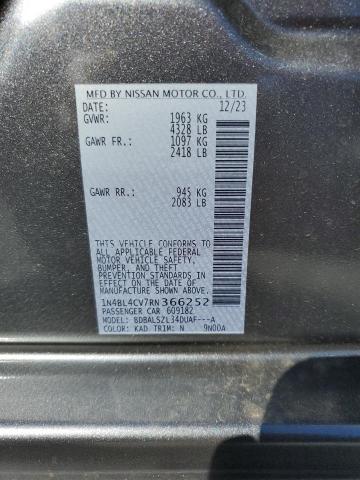 MFD BY NISSAN MOTOR CO., LTD.
DATE: 12/23
GVWR: 1963 KG
4328 LB
GAWR FR.: 1097 KG
2418 LB
GAWR RR.: 945 KG
2083 LB
THIS VEHICLE CONFORMS TO ALL
APPLICABLE FEDERAL
MOTOR VEHICLE SAFETY,
BUMPER, AND THEFT
PREVENTION STANDARDS
IN EFFECT ON THE DATE OF
MANUFACTURE SHOWN ABOVE.
1N4BL4CV7RN366252
PASSENGER CAR 609182
MODEL: BDBALSZL34DUAF---A
COLOR: KAD TRIM: N 9N00A